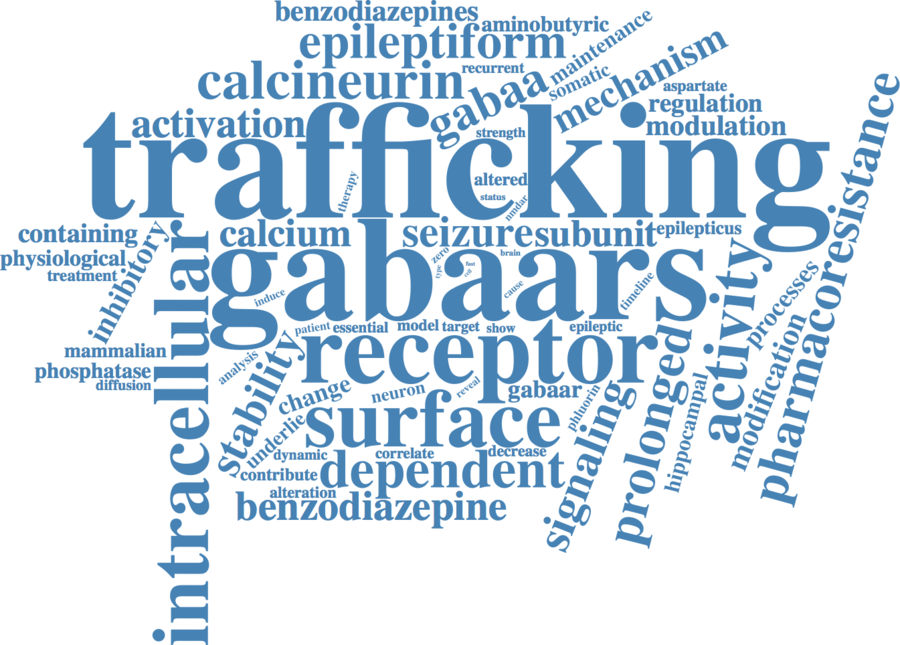 benzodiazepines
aminobutyric
maintenance
epileptiform
recurrent
somatic
mechanism
calcineurin
gabaa
aspartate
regulation
activation
strength
modulation
pharmacoresistance
trafficking
therapy
altered
status
nmdar
containing
calcium
seizure
subunit
epilepticus
physiological
inhibitory
treatment
zero
brain
fast
type
gabaars
induce
cause
timeline
activity
processes
intracellular
patient
essential
model
target
show
epileptic
mammalian
receptor
phosphatase
analysis
diffusion
stability
change
neuron
reveal
gabaar
phluorin
signaling
prolonged
hippocampal
modification
underlie
surface
dynamic
correlate
decrease
contribute
dependent
alteration
benzodiazepine